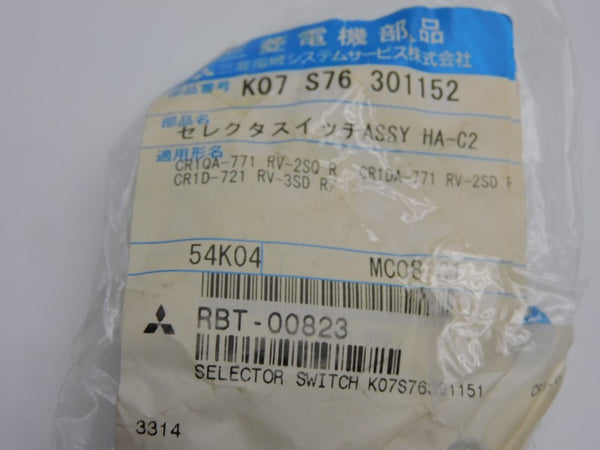 三菱電機部品
三菱電機システムサービス株式会社
部品番号 K07 S76 301152
部品名
セレクタスイッチASSY HA-C2
適用形名
CR1QA-771 RV-2SQ R CR1DA-771 RV-2SD R
CR1D-721 RV-3SD R/
54K04 MC08
RBT-00823
SELECTOR SWITCH K07S76301151
3314